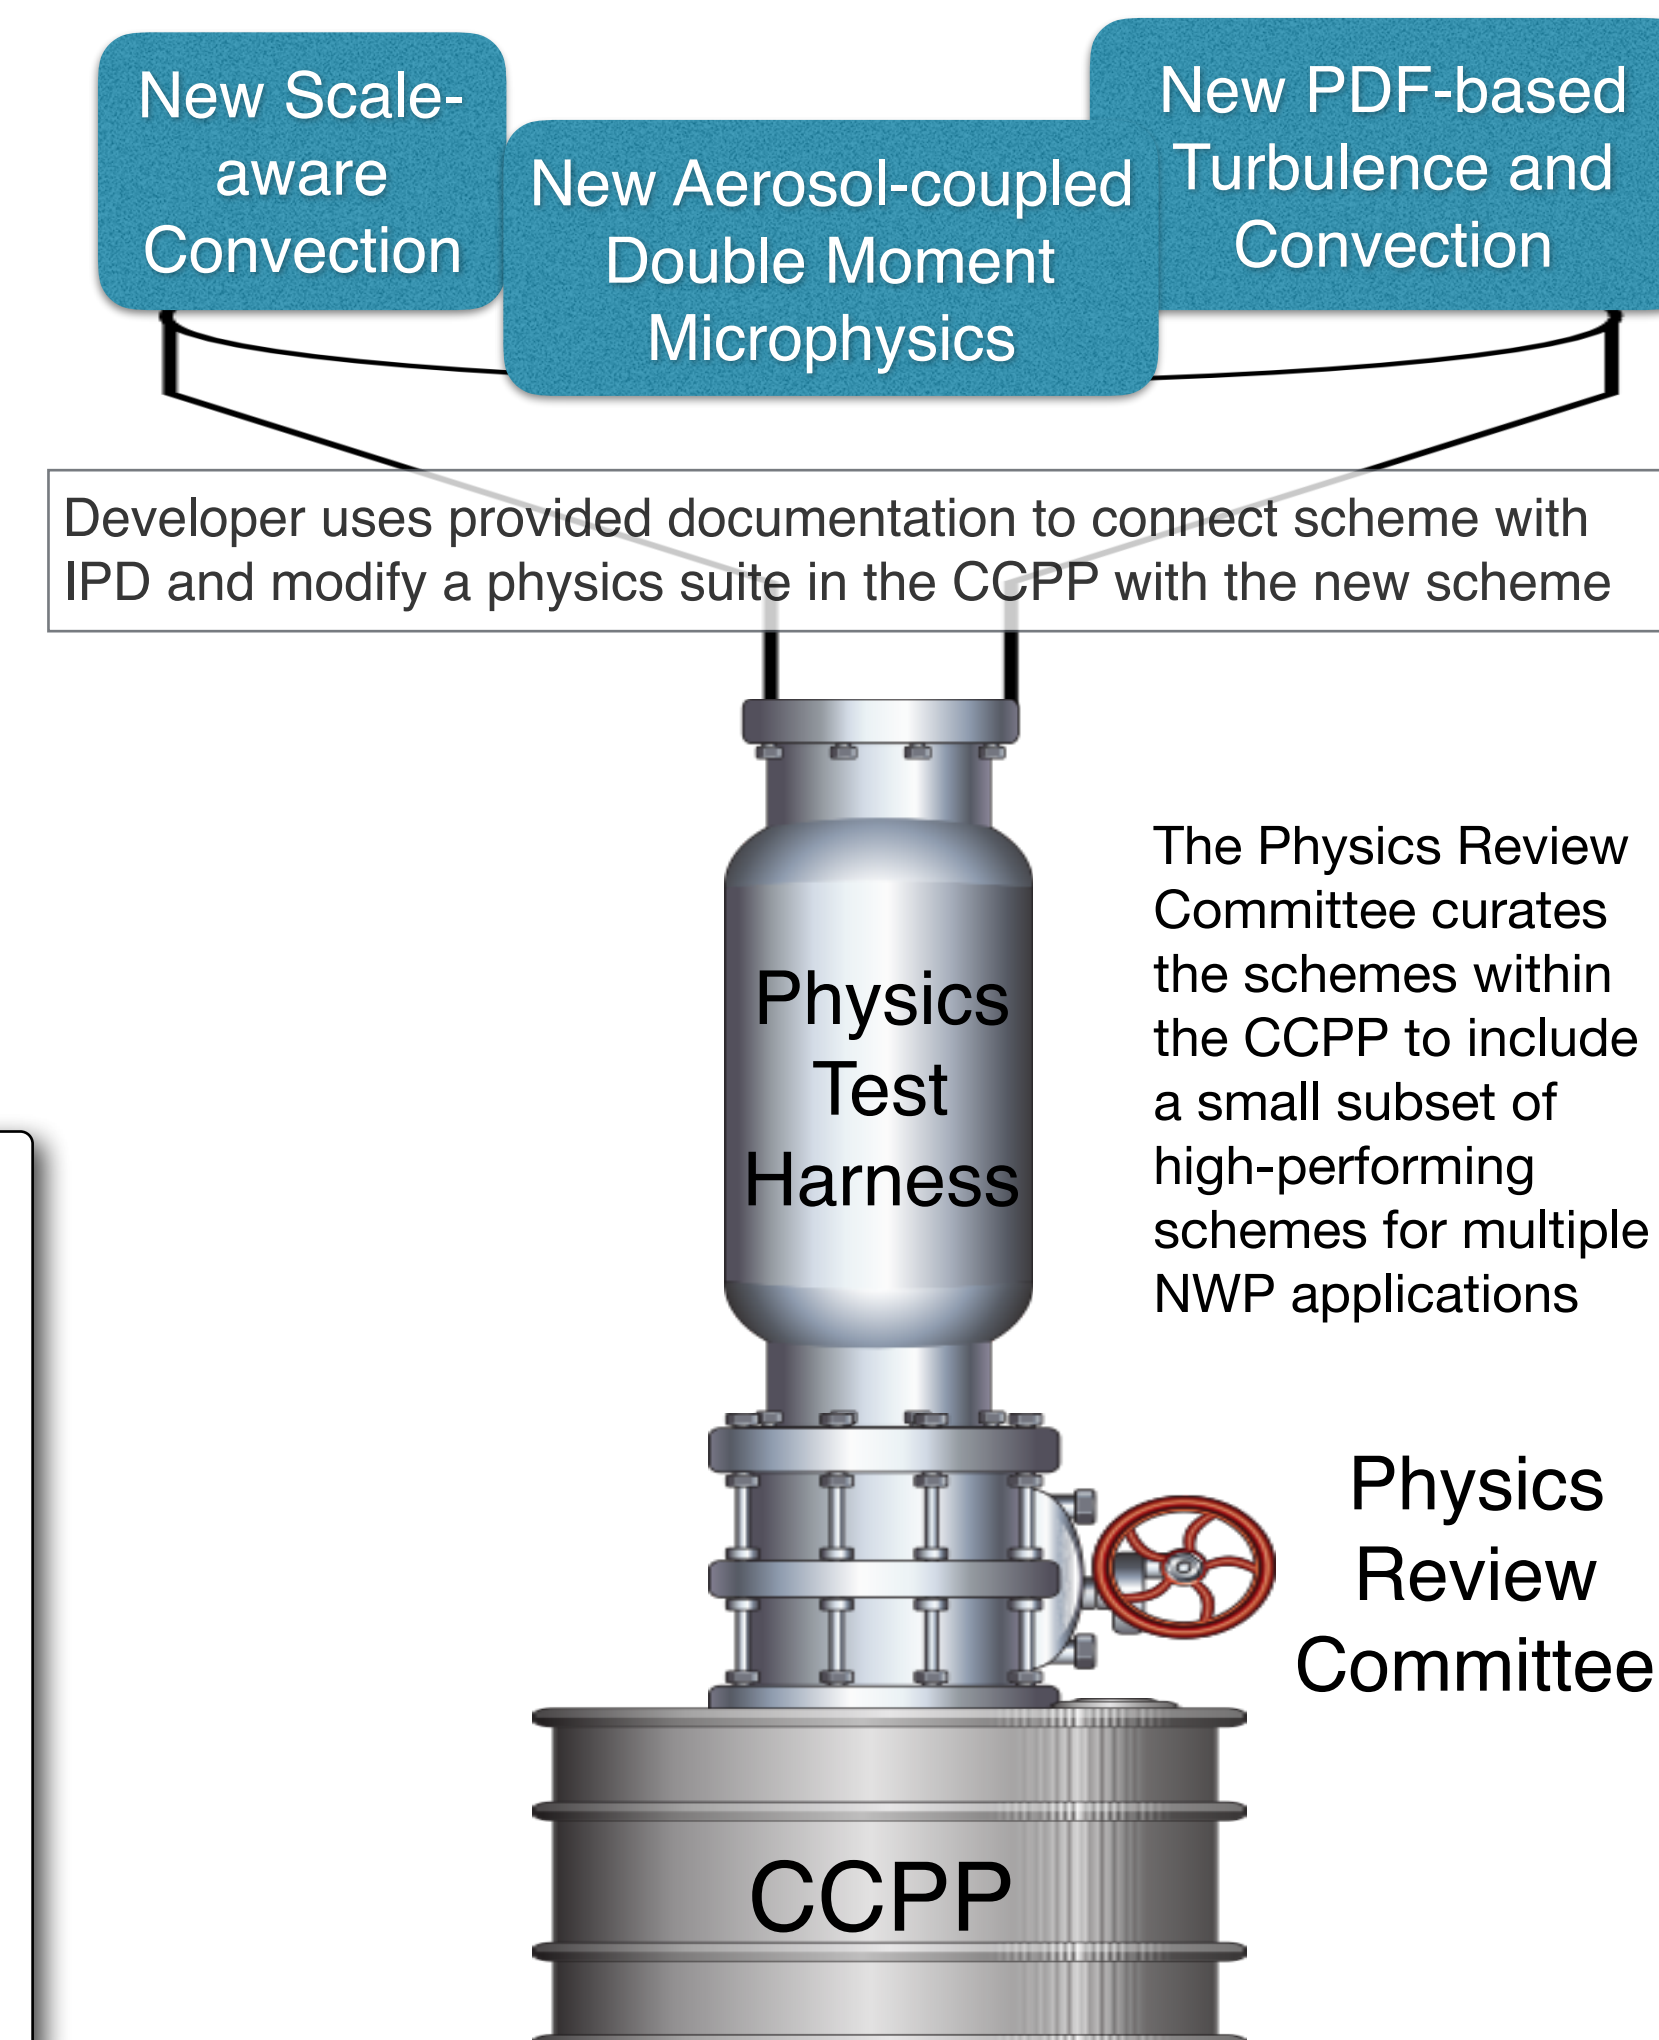 New Scale-
aware
Convection
New Aerosol-coupled
Double Moment
Microphysics
New PDF-based
Turbulence and
Convection
Developer uses provided documentation to connect scheme with
IPD and modify a physics suite in the CCPP with the new scheme
Physics
Test
Harness
The Physics Review
Committee curates
the schemes within
the CCPP to include
a small subset of
high-performing
schemes for multiple
NWP applications
Physics
Review
Committee
CCPP